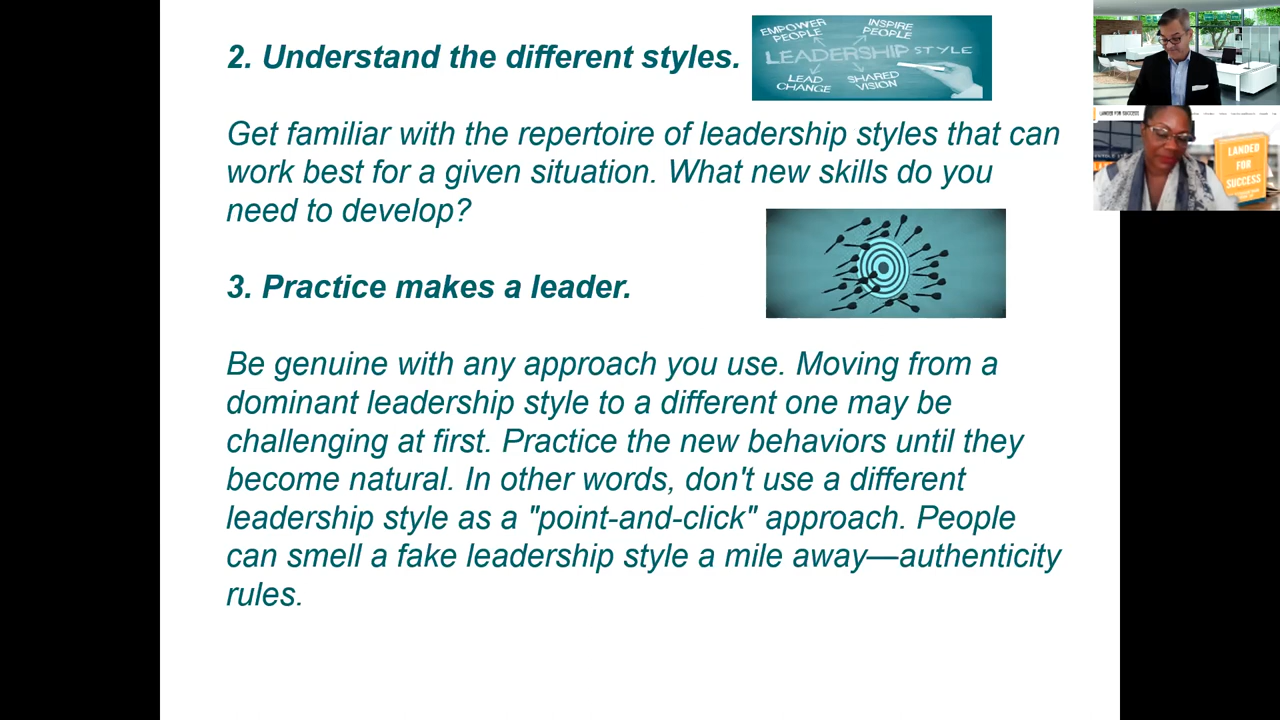 2. Understand the different styles.
EMPOWER PEOPLE
INSPIRE PEOPLE
LEADERSHIP STYLE
LEAD CHANGE
SHARED VISION
Get familiar with the repertoire of leadership styles that can
work best for a given situation. What new skills do you
need to develop?
3. Practice makes a leader.
Be genuine with any approach you use. Moving from a
dominant leadership style to a different one may be
challenging at first. Practice the new behaviors until they
become natural. In other words, don't use a different
leadership style as a "point-and-click" approach. People
can smell a fake leadership style a mile away—authenticity
rules.
LANDED FOR SUCCESS
LANDED
FOR
SUCCESS